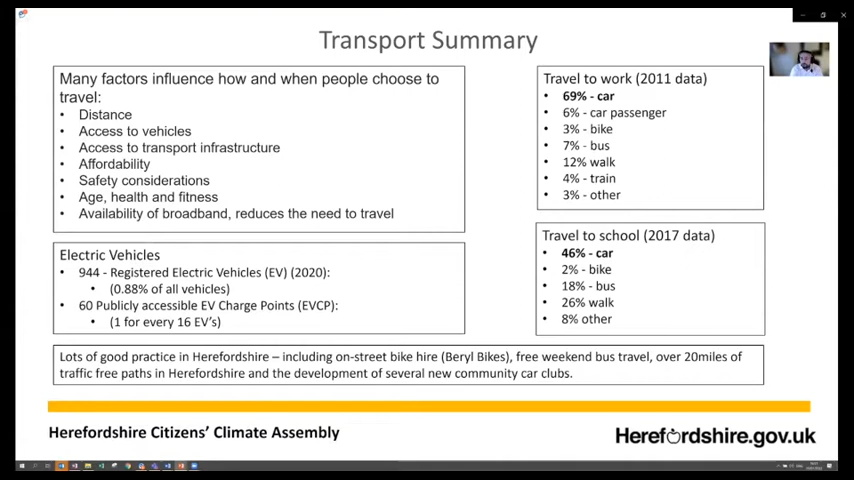 Transport Summary
Many factors influence how and when people choose to
travel:
• Distance
• Access to vehicles
• Access to transport infrastructure
• Affordability
• Safety considerations
• Age, health and fitness
• Availability of broadband, reduces the need to travel
Electric Vehicles
• 944 - Registered Electric Vehicles (EV) (2020):
• (0.88% of all vehicles)
• 60 Publicly accessible EV Charge Points (EVCP):
• (1 for every 16 EV's)
Travel to work (2011 data)
• 69% - car
• 6% - car passenger
• 3% - bike
• 7% - bus
• 12% walk
• 4% - train
• 3% - other
Travel to school (2017 data)
• 46% - car
• 2% - bike
• 18% - bus
• 26% walk
• 8% other
Lots of good practice in Herefordshire – including on-street bike hire (Beryl Bikes), free weekend bus travel, over 20miles of
traffic free paths in Herefordshire and the development of several new community car clubs.
Herefordshire Citizens' Climate Assembly
Herefordshire.gov.uk